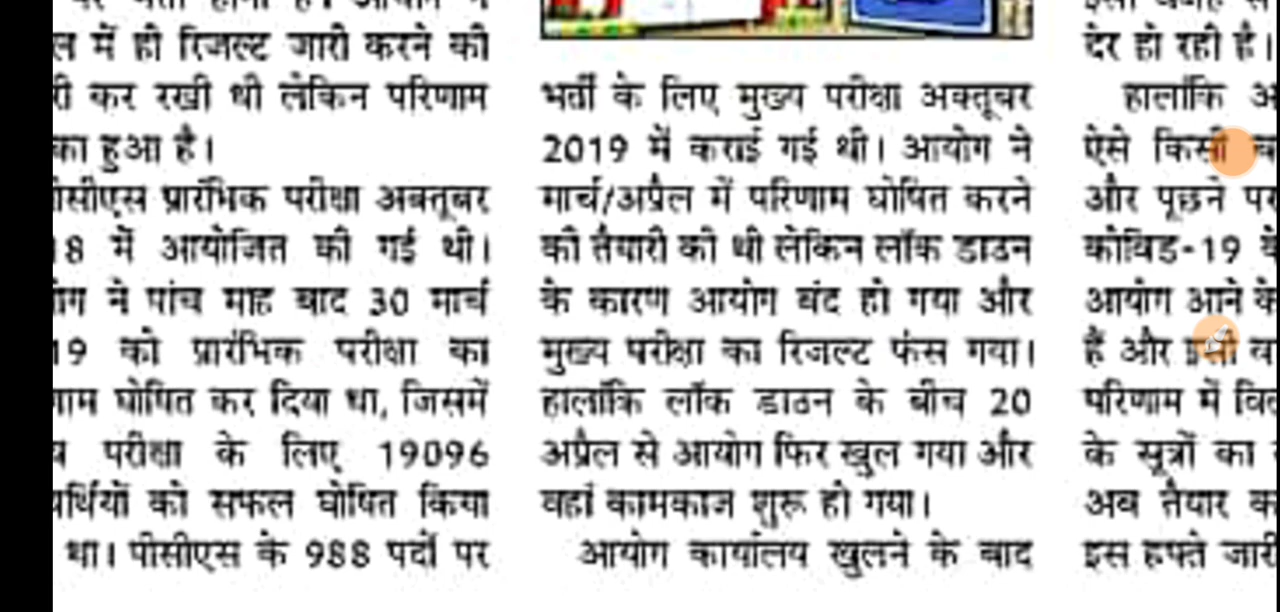 में ही रिजल्ट जारी करने की
कर रखी थी लेकिन परिणाम
हुआ है।
प्रारंभिक परीक्षा अक्तूबर
में आयोजित की गई थी।
ने पांच माह बाद 30 मार्च
को प्रारंभिक परीक्षा का
घोषित कर दिया था, जिसमें
परीक्षा के लिए 19096
को सफल घोषित किया
था। पीसीएस के 988 पदों पर
भर्ती के लिए मुख्य परीक्षा अक्तूबर
2019 में कराई गई थी। आयोग ने
मार्च/अप्रैल में परिणाम घोषित करने
की तैयारी की थी लेकिन लॉक डाउन
के कारण आयोग बंद हो गया और
मुख्य परीक्षा का रिजल्ट फंस गया।
हालांकि लॉक डाउन के बीच 20
अप्रैल से आयोग फिर खुल गया और
वहां कामकाज शुरू हो गया।
आयोग कार्यालय खुलने के बाद
देर हो रही है।
हालांकि
ऐसे किसी
और पूछने पर
कोविड-19
आयोग आने के
हैं और
परिणाम में
के सूत्रों का
अब तैयार
इस हफ्ते जारी